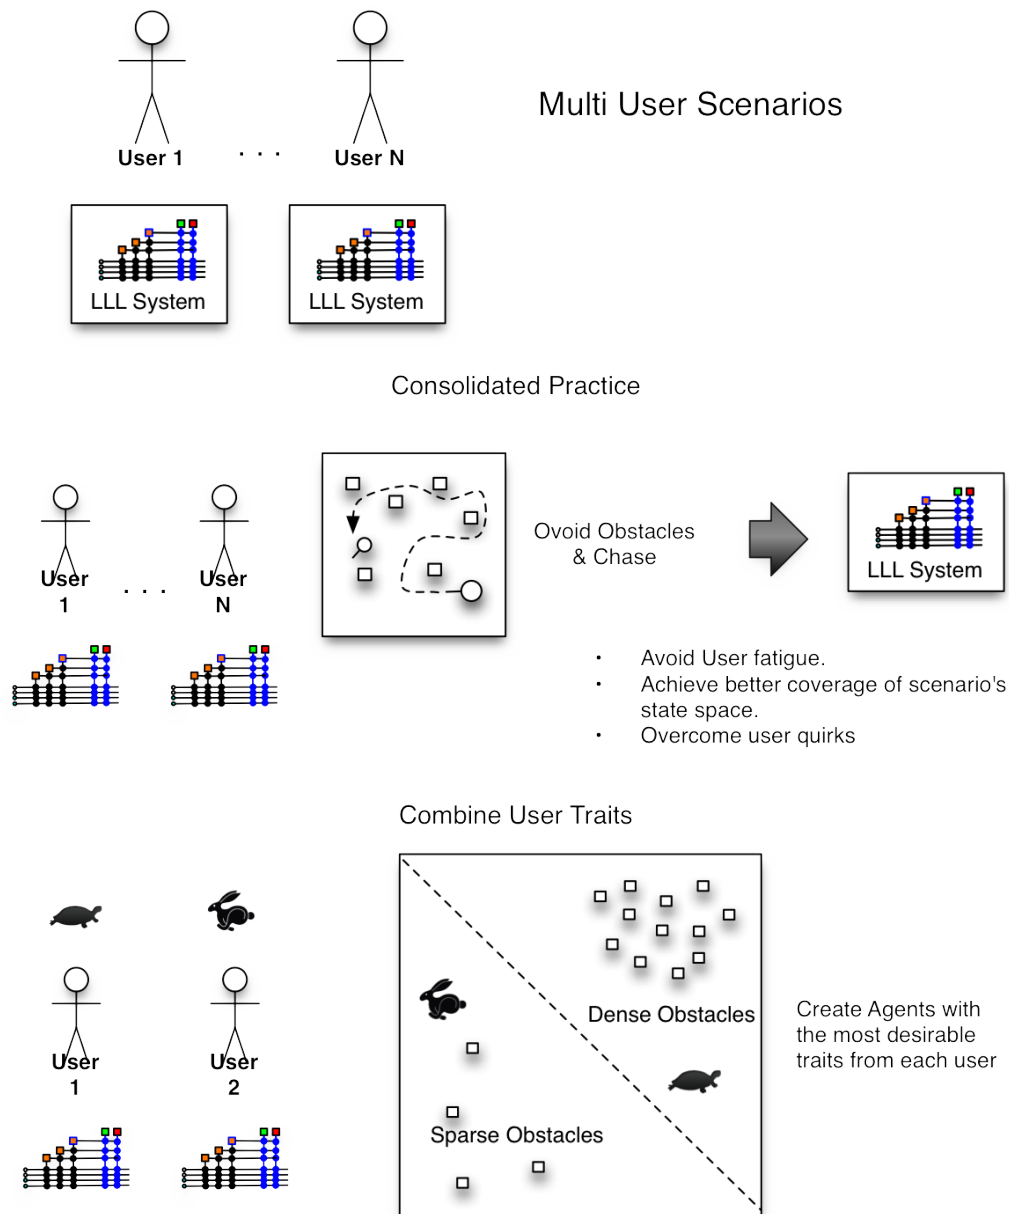 Multi User Scenarios
User 1
. . .
User N
LLL System
LLL System
Consolidated Practice
User
1
. . .
User
N
Ovoid Obstacles
& Chase
LLL System
• Avoid User fatigue.
• Achieve better coverage of scenario's
state space.
• Overcome user quirks
Combine User Traits
User
1
User
2
Dense Obstacles
Sparse Obstacles
Create Agents with
the most desirable
traits from each user